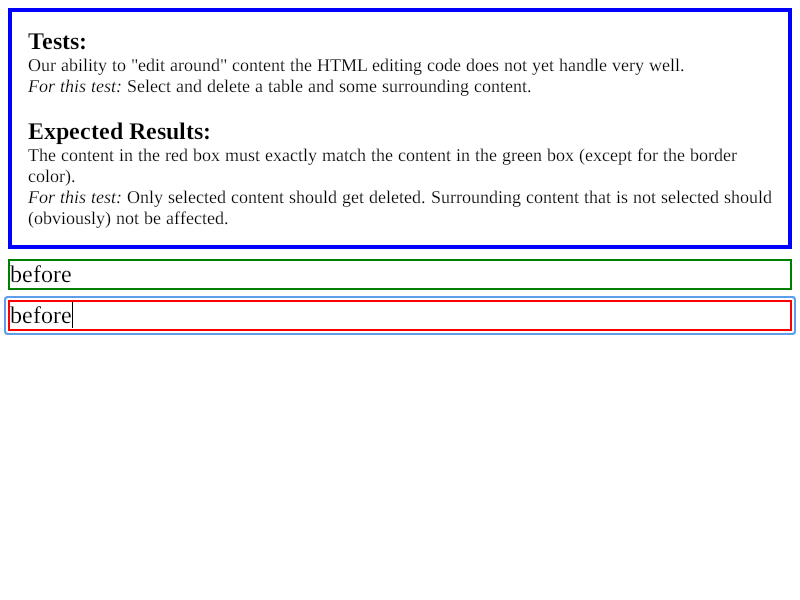 Tests:
Our ability to "edit around" content the HTML editing code does not yet handle very well.
For this test: Select and delete a table and some surrounding content.
Expected Results:
The content in the red box must exactly match the content in the green box (except for the border
color).
For this test: Only selected content should get deleted. Surrounding content that is not selected should
(obviously) not be affected.
before
before